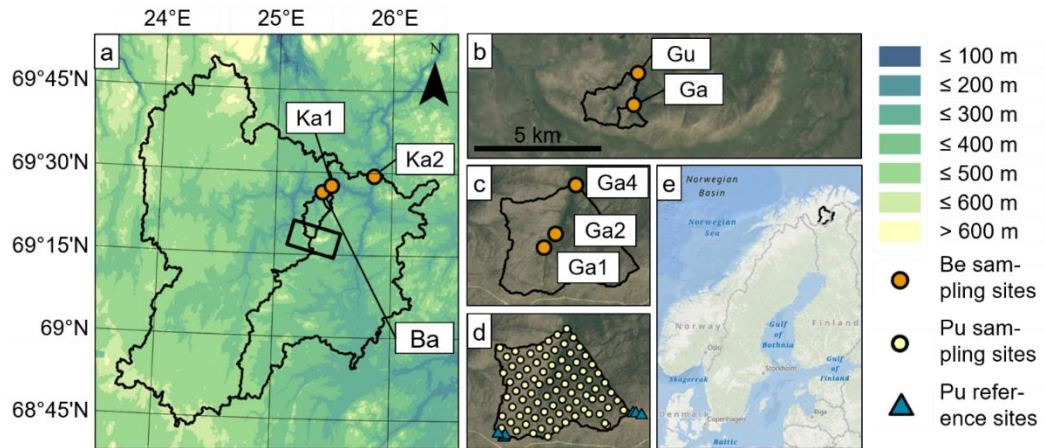 24°E 25°E 26°E
69°45'N
69°30'N
69°15'N
69°N
68°45'N
a
N
Ka1
Ka2
Ba
b
Gu
Ga
5 km
c
Ga4
Ga2
Ga1
d
e
Norwegian
Basin
Norwegian
Sea
Norway
Oslo
Gulf
of
Bothnia
Finland
Stockholm
Gulf of
Finland
Skagerrak
Denmark
Copenhagen
Baltic
Riga
≤ 100 m
≤ 200 m
≤ 300 m
≤ 400 m
≤ 500 m
≤ 600 m
> 600 m
Be sam-
pling sites
Pu sam-
pling sites
Pu refer-
ence sites